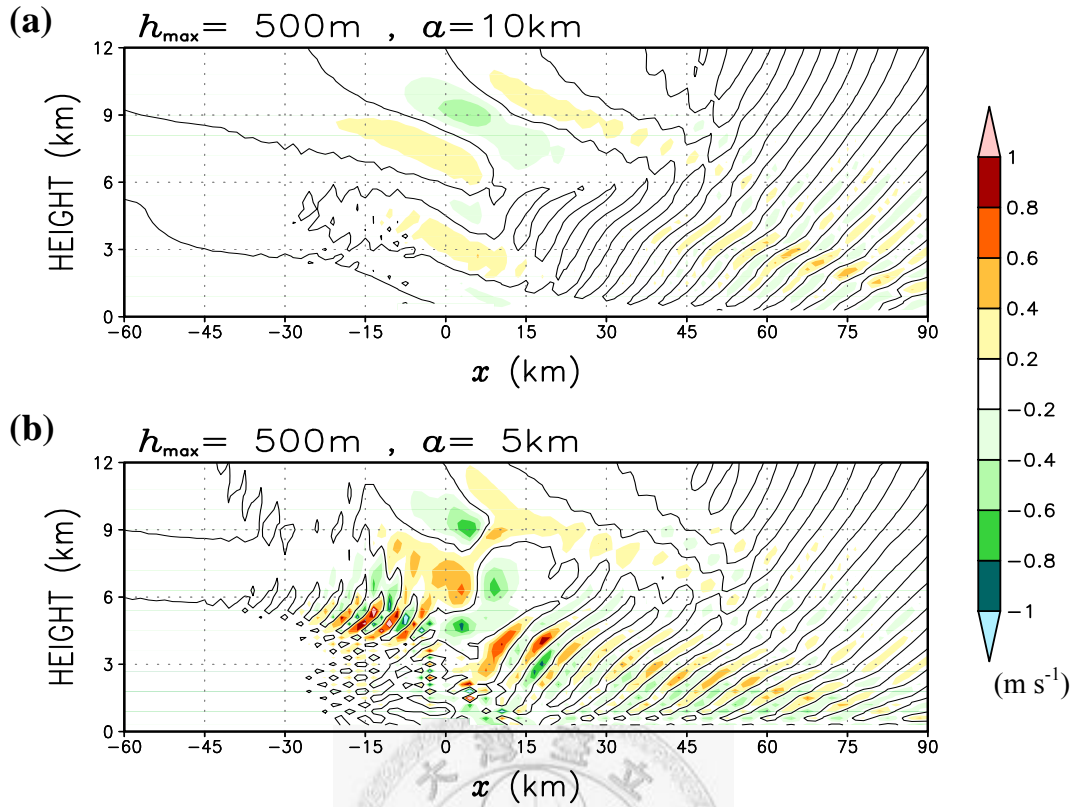 (a)
h_max = 500m , a=10km
12
9
6
3
0
HEIGHT (km)
−60 −45 −30 −15 0 15 30 45 60 75 90
x (km)
1
0.8
0.6
0.4
0.2
−0.2
−0.4
−0.6
−0.8
−1
(m s⁻¹)
(b)
h_max = 500m , a= 5km
12
9
6
3
0
HEIGHT (km)
−60 −45 −30 −15 0 15 30 45 60 75 90
x (km)
大 灣 立